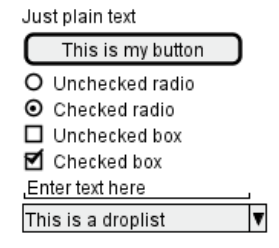 Just plain text
This is my button
Unchecked radio
Checked radio
Unchecked box
Checked box
Enter text here
This is a droplist